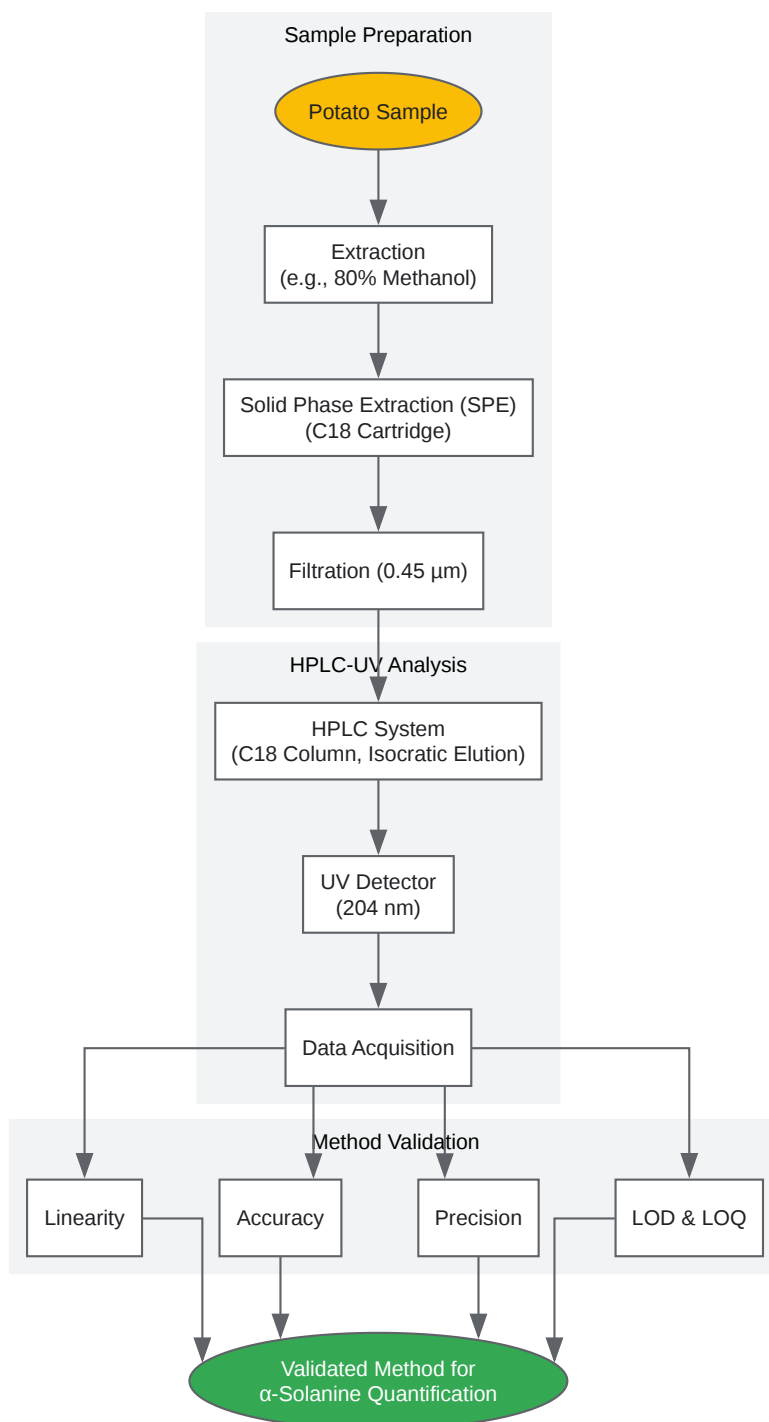 Sample Preparation
Potato Sample
Extraction
(e.g., 80% Methanol)
Solid Phase Extraction (SPE)
(C18 Cartridge)
Filtration (0.45 µm)
HPLC-UV Analysis
HPLC System
(C18 Column, Isocratic Elution)
UV Detector
(204 nm)
Data Acquisition
Method Validation
Linearity
Accuracy
Precision
LOD & LOQ
Validated Method for
α-Solanine Quantification